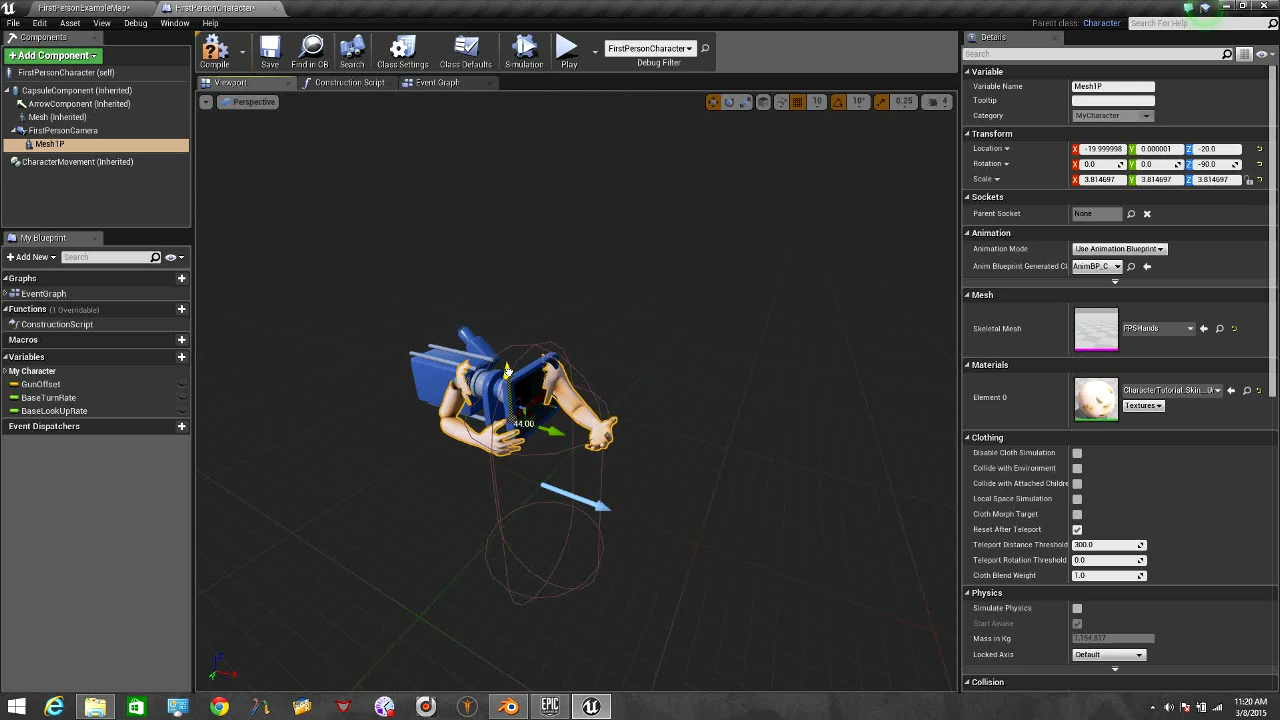 FirstPersonExampleMap*
FirstPersonCharacter*
File Edit Asset View Debug Window Help
Parent class: Character
Search For Help
Components
Add Component
FirstPersonCharacter (self)
CapsuleComponent (Inherited)
ArrowComponent (Inherited)
Mesh (Inherited)
FirstPersonCamera
Mesh1P
CharacterMovement (Inherited)
My Blueprint
Add New
Search
Graphs
EventGraph
Functions (1 Overridable)
ConstructionScript
Macros
Variables
My Character
GunOffset
BaseTurnRate
BaseLookUpRate
Event Dispatchers
Compile
Save
Find in CB
Search
Class Settings
Class Defaults
Simulation
Play
FirstPersonCharacter
Debug Filter
Viewport
Construction Script
Event Graph
Perspective
10
10°
0.25
4
44.00
Details
Search
Variable
Variable Name Mesh1P
Tooltip
Category MyCharacter
Transform
Location X -19.999998 Y 0.000001 Z -20.0
Rotation X 0.0 Y 0.0 Z -90.0
Scale X 3.814697 Y 3.814697 Z 3.814697
Sockets
Parent Socket None
Animation
Animation Mode Use Animation Blueprint
Anim Blueprint Generated Cl AnimBP_C
Mesh
Skeletal Mesh FPSHands
Materials
Element 0 CharacterTutorial_Skin_U
Textures
Clothing
Disable Cloth Simulation
Collide with Environment
Collide with Attached Childre
Local Space Simulation
Cloth Morph Target
Reset After Teleport
Teleport Distance Threshold 300.0
Teleport Rotation Threshold 0.0
Cloth Blend Weight 1.0
Physics
Simulate Physics
Start Awake
Mass in Kg 1,164.817
Locked Axis Default
Collision
EPIC
11:20 AM
3/8/2015